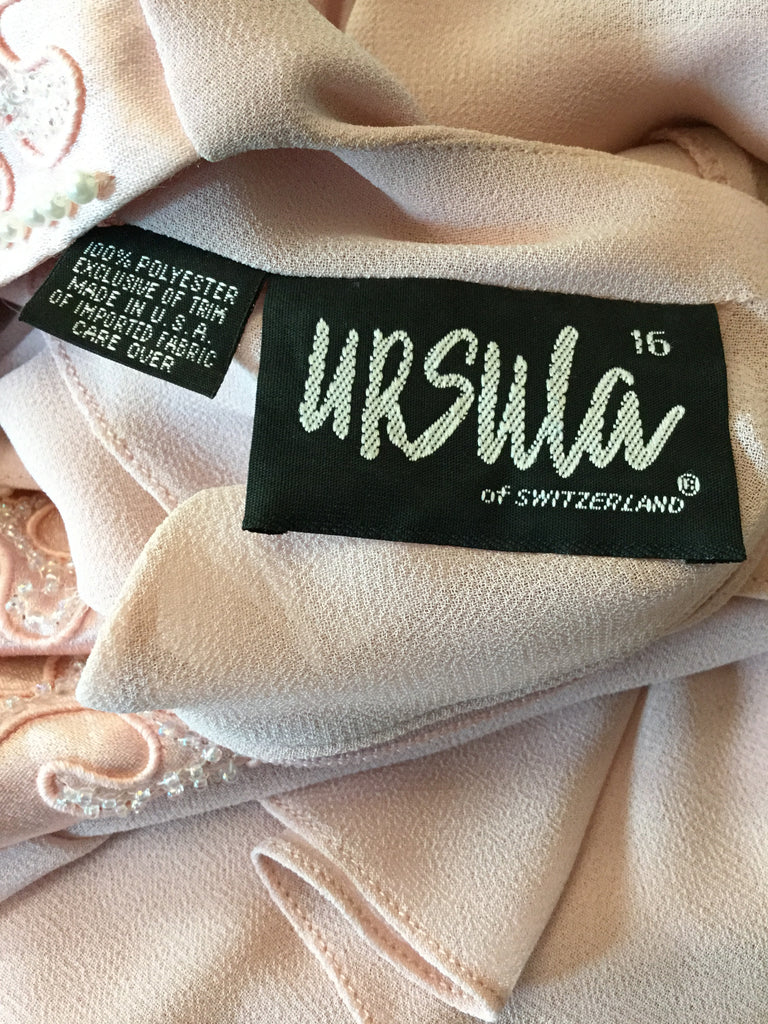 100% POLYESTER
EXCLUSIVE OF TRIM
MADE IN U.S.A.
OF IMPORTED FABRIC
CARE OVER
16
URSULA
of SWITZERLAND®